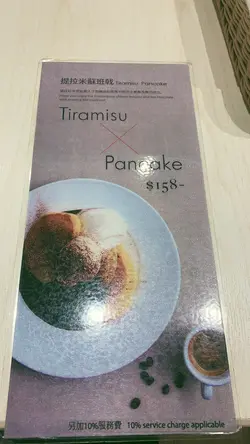 提拉米蘇班戟 Tiramisu Pancake
Tiramisu
Pancake
$158-
另加10%服務費 10% service charge applicable